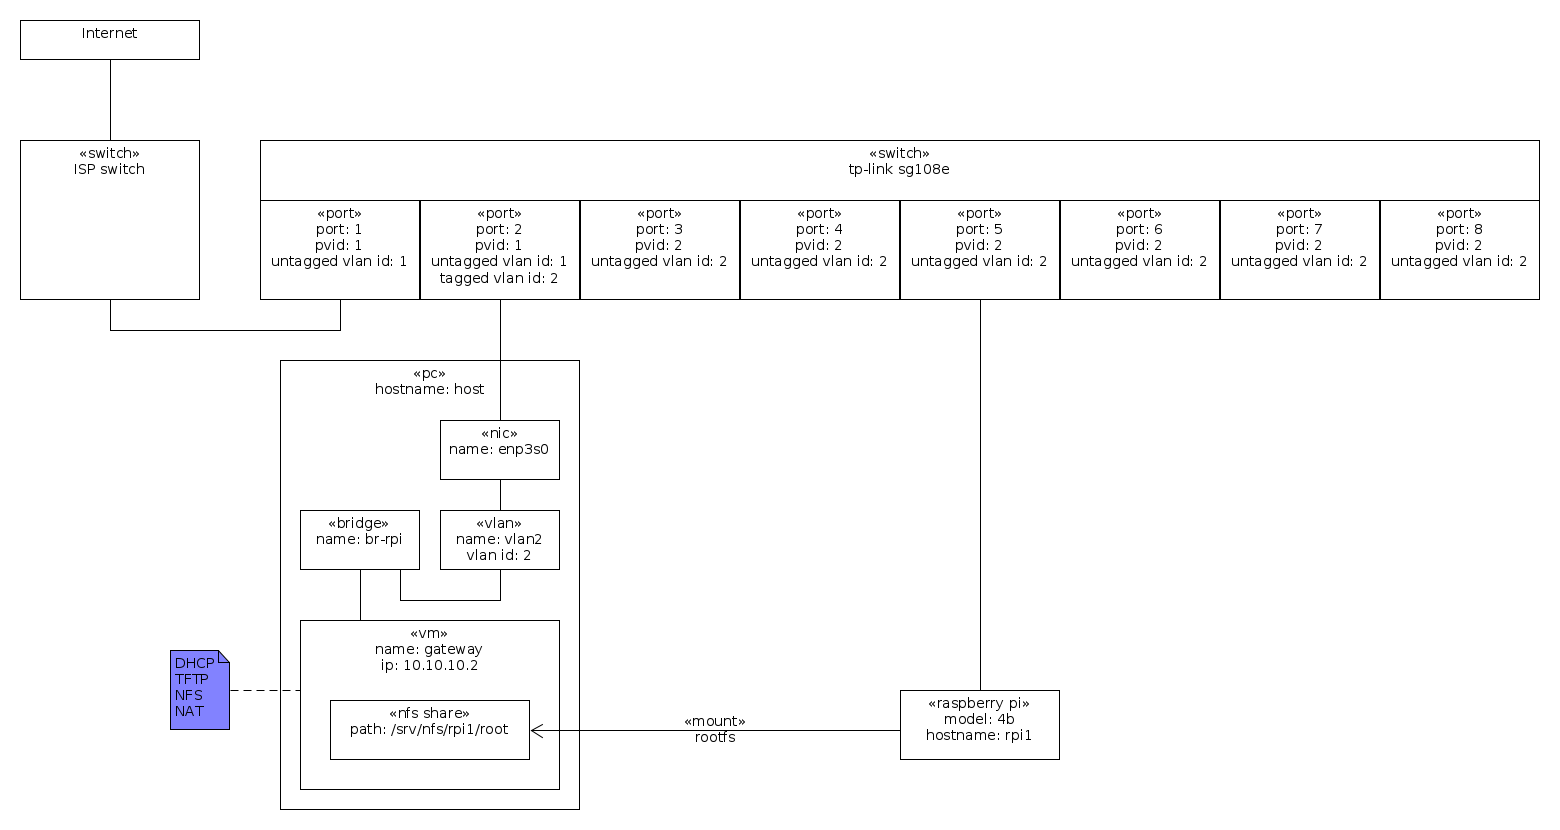 Internet
«switch»
ISP switch
«switch»
tp-link sg108e
«port»
port: 1
pvid: 1
untagged vlan id: 1
«port»
port: 2
pvid: 1
untagged vlan id: 1
tagged vlan id: 2
«port»
port: 3
pvid: 2
untagged vlan id: 2
«port»
port: 4
pvid: 2
untagged vlan id: 2
«port»
port: 5
pvid: 2
untagged vlan id: 2
«port»
port: 6
pvid: 2
untagged vlan id: 2
«port»
port: 7
pvid: 2
untagged vlan id: 2
«port»
port: 8
pvid: 2
untagged vlan id: 2
«pc»
hostname: host
«nic»
name: enp3s0
«bridge»
name: br-rpi
«vlan»
name: vlan2
vlan id: 2
«vm»
name: gateway
ip: 10.10.10.2
DHCP
TFTP
NFS
NAT
«nfs share»
path: /srv/nfs/rpi1/root
«mount»
rootfs
«raspberry pi»
model: 4b
hostname: rpi1